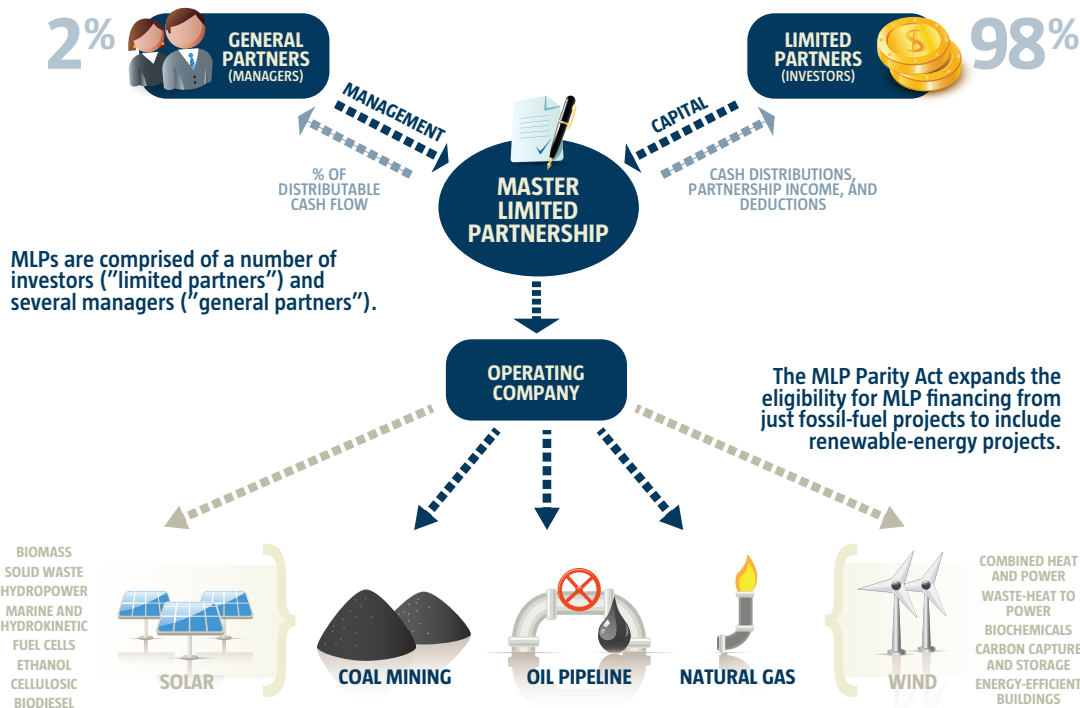 2%
GENERAL
PARTNERS
(MANAGERS)
LIMITED
PARTNERS
(INVESTORS)
98%
MANAGEMENT
CAPITAL
% OF
DISTRIBUTABLE
CASH FLOW
MASTER
LIMITED
PARTNERSHIP
CASH DISTRIBUTIONS,
PARTNERSHIP INCOME, AND
DEDUCTIONS
MLPs are comprised of a number of
investors (”limited partners”) and
several managers (”general partners”).
OPERATING
COMPANY
The MLP Parity Act expands the
eligibility for MLP financing from
just fossil-fuel projects to include
renewable-energy projects.
BIOMASS
SOLID WASTE
HYDROPOWER
MARINE AND
HYDROKINETIC
FUEL CELLS
ETHANOL
CELLULOSIC
BIODIESEL
SOLAR
COAL MINING
OIL PIPELINE
NATURAL GAS
WIND
COMBINED HEAT
AND POWER
WASTE-HEAT TO
POWER
BIOCHEMICALS
CARBON CAPTURE
AND STORAGE
ENERGY-EFFICIENT
BUILDINGS